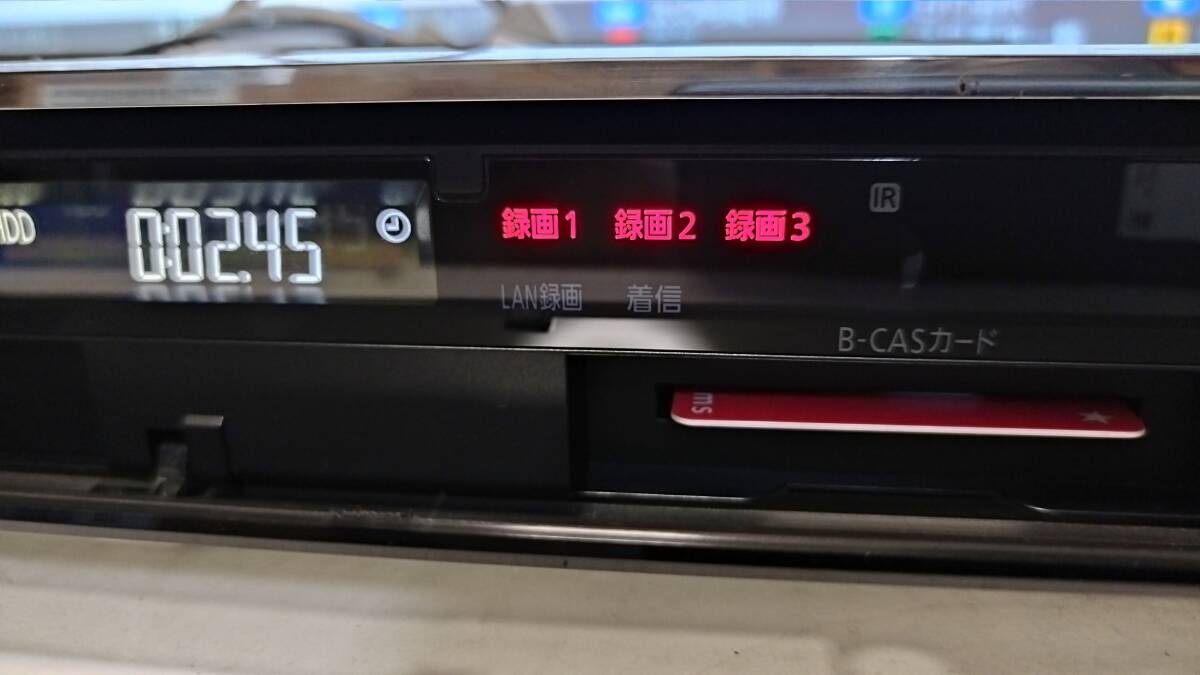 HDD
0:02.45
録画1 録画2 録画3
IR
LAN録画 着信
B-CASカード
ms